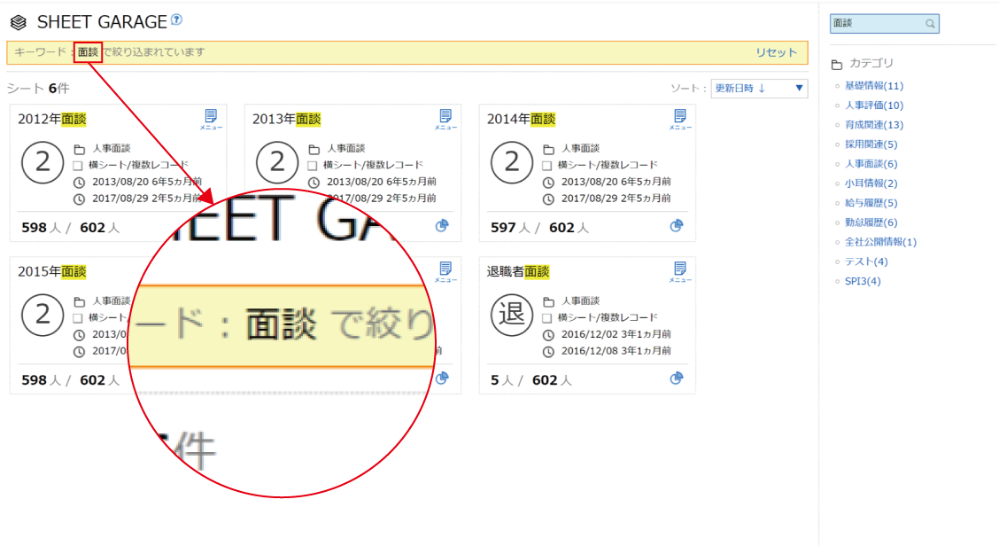 SHEET GARAGE
キーワード：面談 で絞り込まれています
リセット
シート 6件
ソート： 更新日時 ↓
2012年面談
メニュー
人事面談
横シート/複数レコード
2013/08/20 6年5ヵ月前
2017/08/29 2年5ヵ月前
2
598 人 / 602 人
2013年面談
メニュー
人事面談
横シート/複数レコード
2013/08/20 6年5ヵ月前
2017/08/29 2年5ヵ月前
2
2014年面談
メニュー
人事面談
横シート/複数レコード
2013/08/20 6年5ヵ月前
2017/08/29 2年5ヵ月前
2
597 人 / 602 人
2015年面談
人事面談
横シート
2013/0
2017/0
2
598 人 / 602 人
メニュー
前
退職者面談
メニュー
人事面談
横シート/複数レコード
2016/12/02 3年1ヵ月前
2016/12/08 3年1ヵ月前
退
5 人 / 602 人
HEET GA
ード：面談 で絞り
件
面談
カテゴリ
基礎情報(11)
人事評価(10)
育成関連(13)
採用関連(5)
人事面談(6)
小耳情報(2)
給与履歴(5)
勤怠履歴(6)
全社公開情報(1)
テスト(4)
SPI3(4)